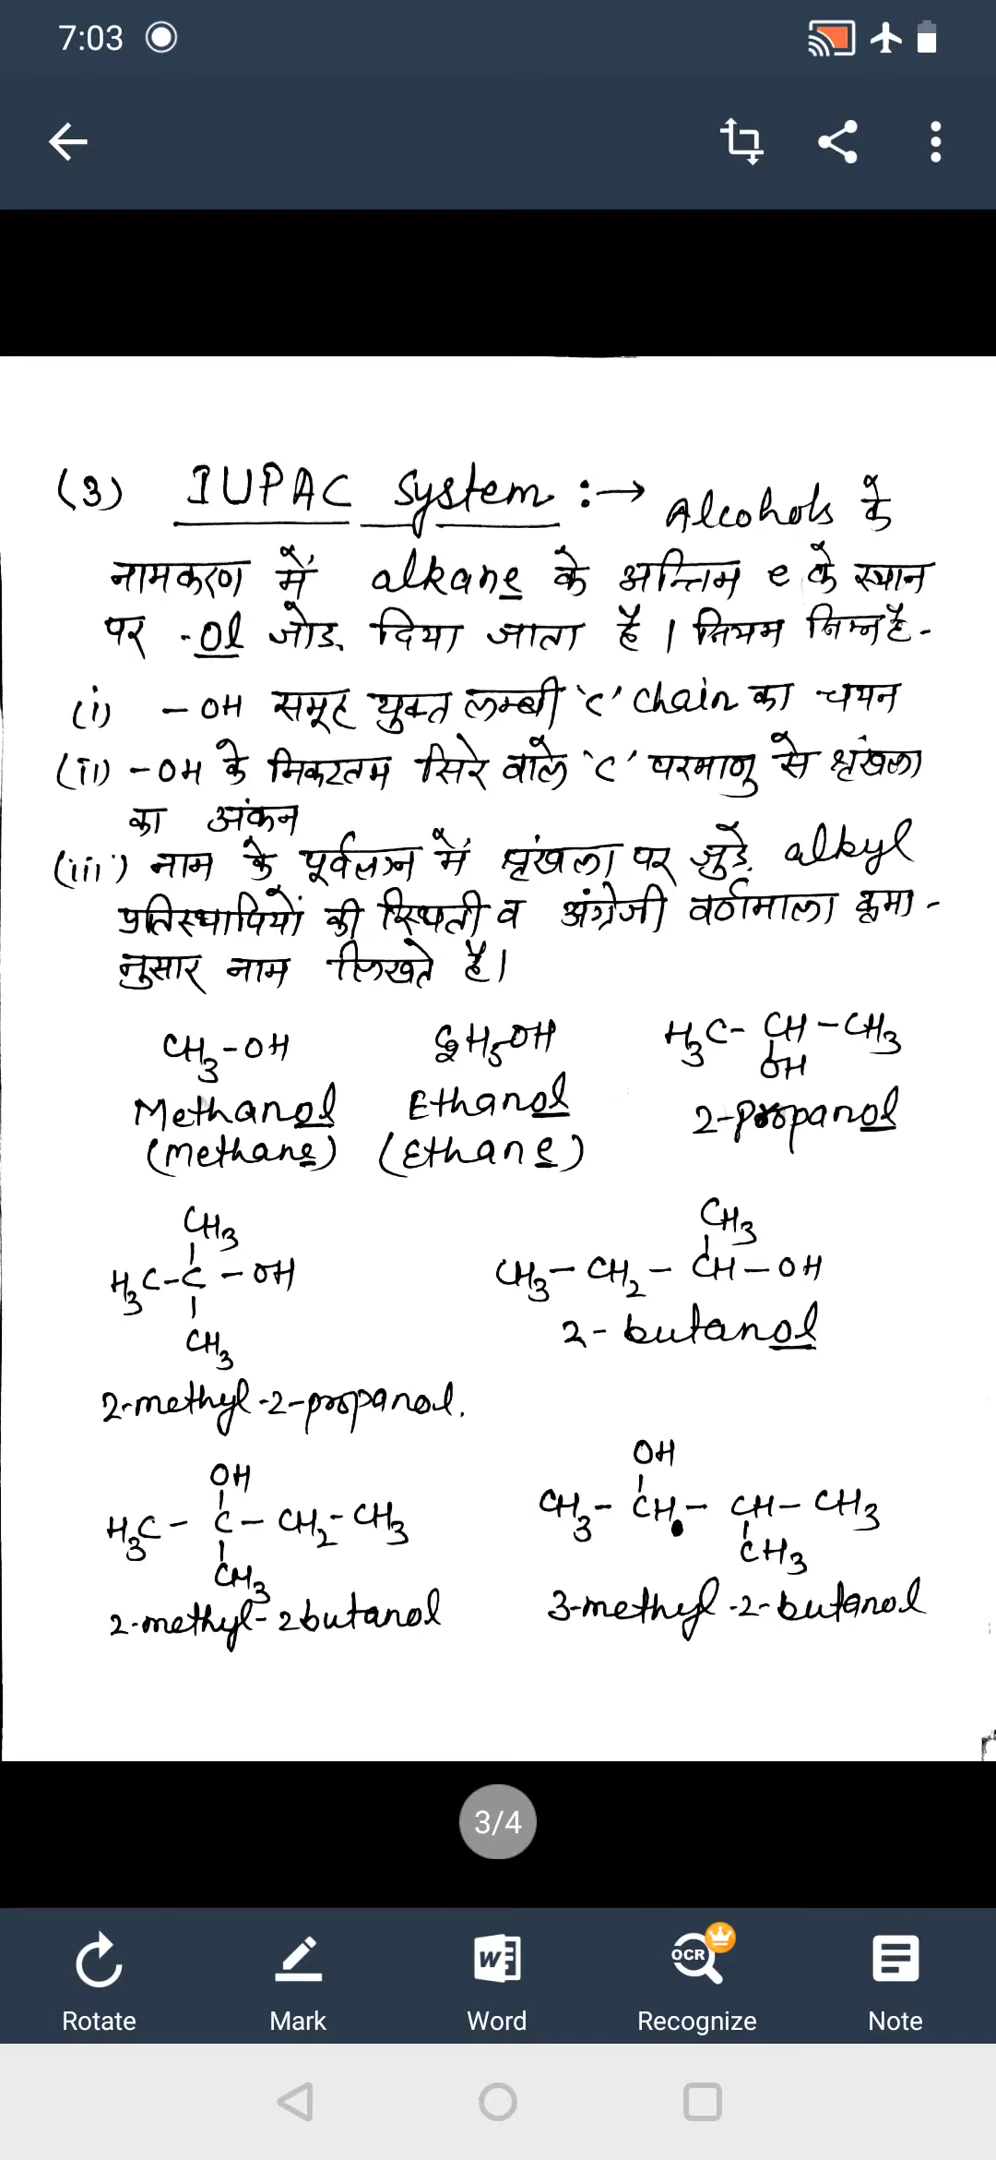 7:03
(3) IUPAC System :→ Alcohols के
नामकरण में alkane के अन्तिम e के स्थान
पर -ol जोड़ दिया जाता है । नियम निम्न है -
(i) -OH समूह युक्त लम्बी 'C' chain का चयन
(ii) -OH के निकटतम सिरे वाले 'C' परमाणु से श्रृंखला
का अंकन
(iii) नाम के पूर्वलग्न में श्रृंखला पर जुड़े alkyl
प्रतिस्थापियों की स्थिती व अंग्रेजी वर्णमाला क्रमा-
नुसार नाम लिखते है।
CH3-OH C2H5OH H3C-CH-CH3
OH
Methanol Ethanol 2-propanol
(Methane) (Ethane)
CH3 CH3
H3C-C-OH CH3-CH2-CH-OH
CH3 2-butanol
2-methyl-2-propanol.
OH OH
H3C-C-CH2-CH3 CH3-CH-CH-CH3
CH3 CH3
2-methyl-2butanol 3-methyl-2-butanol
3/4
OCR
Rotate Mark Word Recognize Note